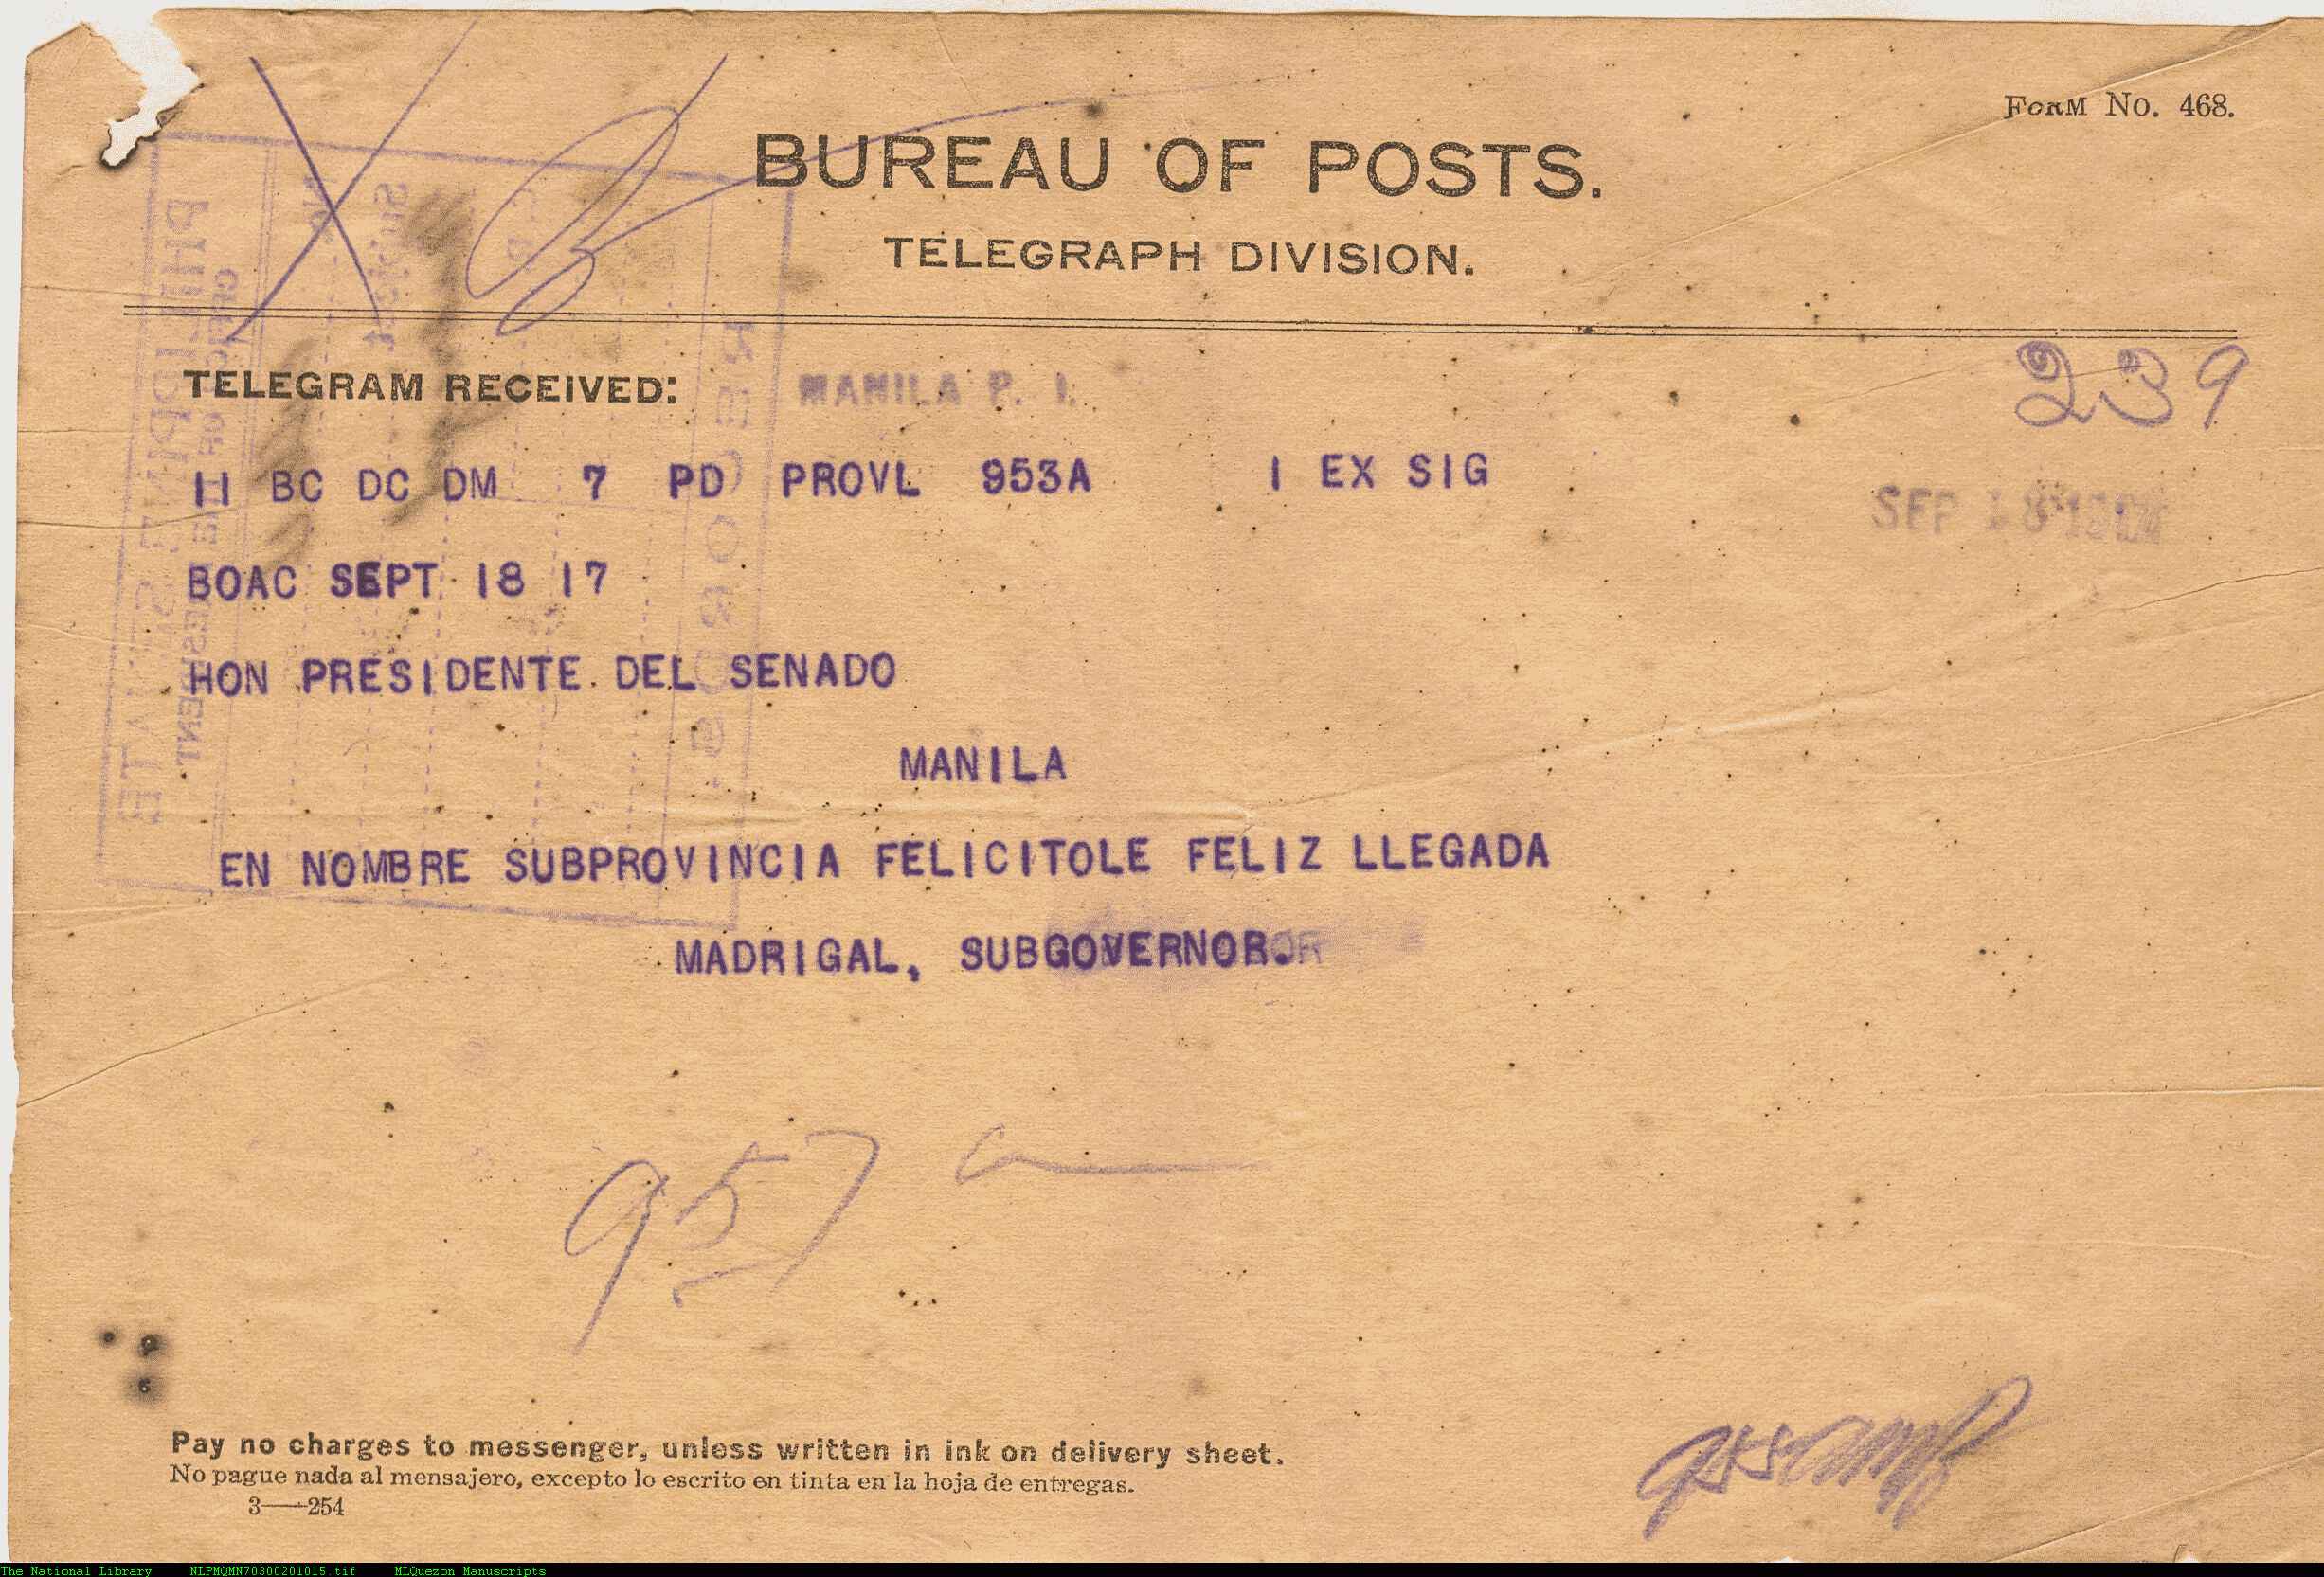 Form No. 468.
BUREAU OF POSTS.
TELEGRAPH DIVISION.
239
TELEGRAM RECEIVED: MANILA P. I.
11 BC DC DM 7 PD PROVL 953A 1 EX SIG
SEP 18 1917
BOAC SEPT 18 17
HON PRESIDENTE DEL SENADO
MANILA
EN NOMBRE SUBPROVINCIA FELICITOLE FELIZ LLEGADA
MADRIGAL, SUBGOVERNOR.
957 a
Pay no charges to messenger, unless written in ink on delivery sheet.
No pague nada al mensajero, excepto lo escrito en tinta en la hoja de entregas.
3—254
The National Library NLPMQMN70300201015.tif MLQuezon Manuscripts